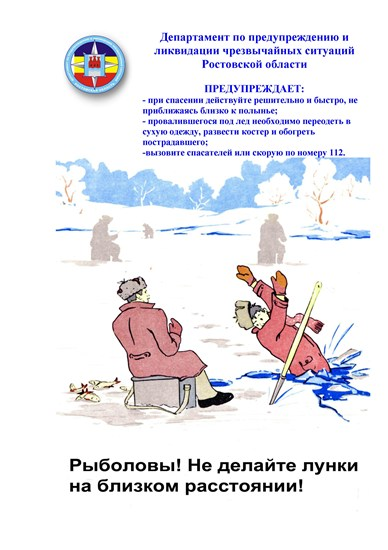 Департамент по предупреждению и
ликвидации чрезвычайных ситуаций
Ростовской области
ПРЕДУПРЕЖДАЕТ:
- при спасении действуйте решительно и быстро, не
приближаясь близко к полынье;
- провалившегося под лед необходимо переодеть в
сухую одежду, развести костер и обогреть
пострадавшего;
-вызовите спасателей или скорую по номеру 112.
Рыболовы! Не делайте лунки
на близком расстоянии!